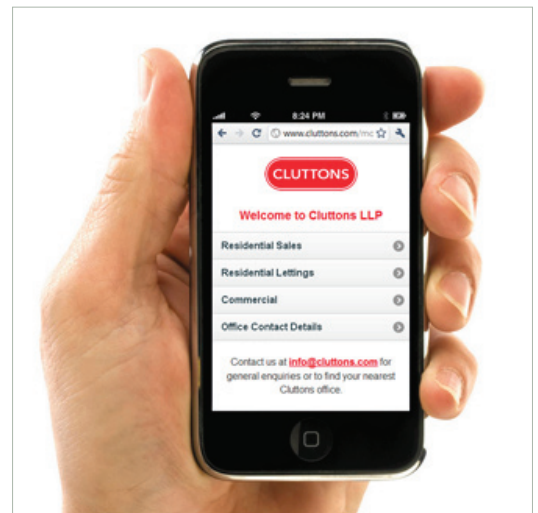 8:24 PM
www.cluttons.com/mc
CLUTTONS
Welcome to Cluttons LLP
Residential Sales
Residential Lettings
Commercial
Office Contact Details
Contact us at info@cluttons.com for
general enquiries or to find your nearest
Cluttons office.